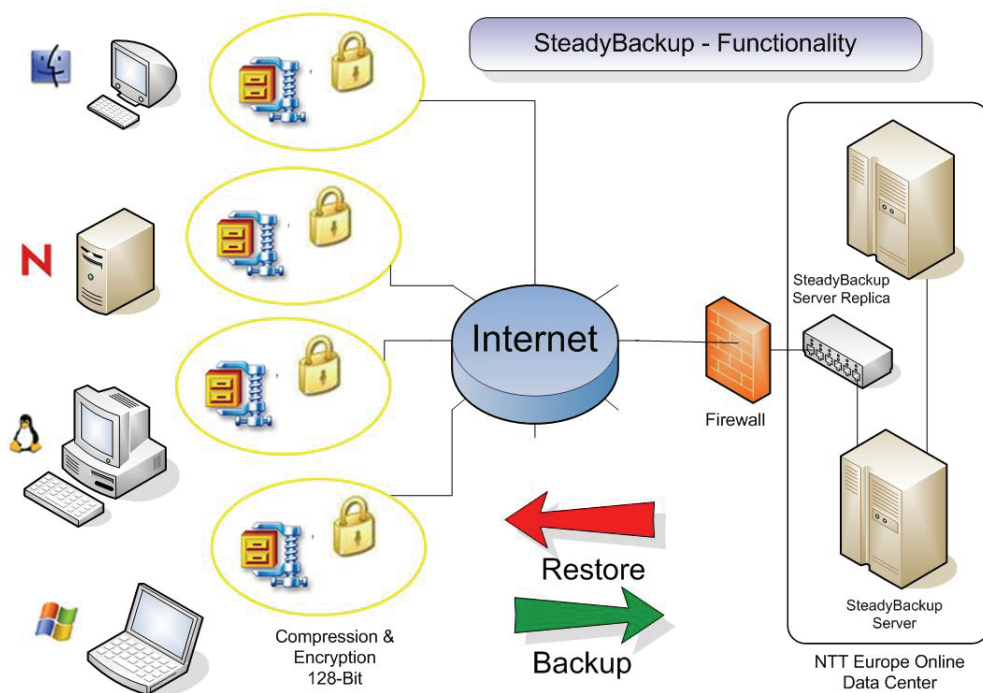 SteadyBackup - Functionality
N
SteadyBackup
Server Replica
Internet
Firewall
Restore
Backup
SteadyBackup
Server
Compression &
Encryption
128-Bit
NTT Europe Online
Data Center